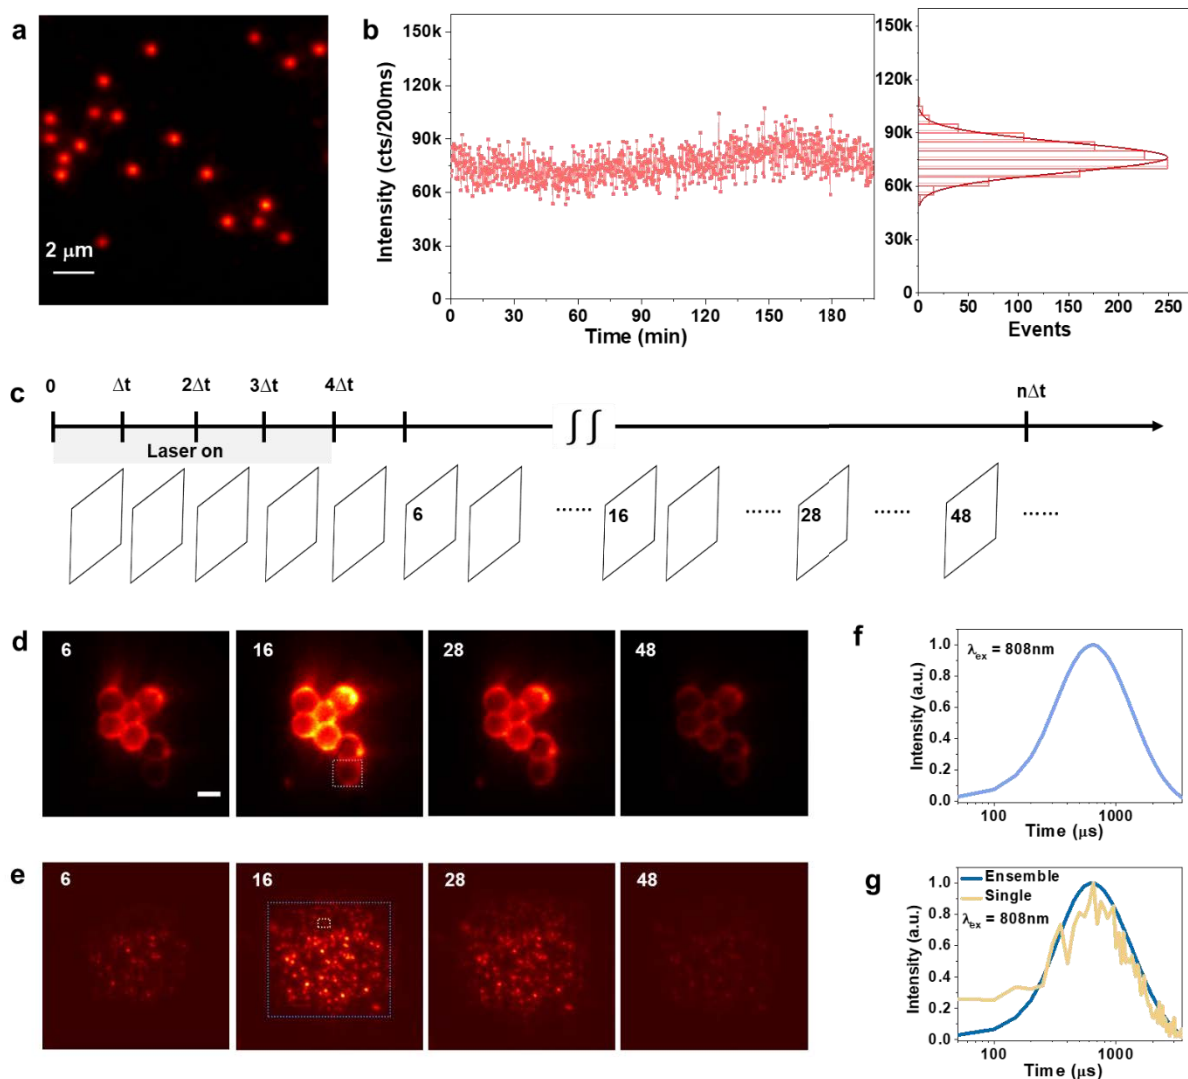 a
2 μm
b
Intensity (cts/200ms)
150k
120k
90k
60k
30k
0
0 30 60 90 120 150 180
Time (min)
150k
120k
90k
60k
30k
0
0 50 100 150 200 250
Events
c
0 Δt 2Δt 3Δt 4Δt nΔt
∫∫
Laser on
6 ...... 16 ...... 28 ...... 48 ......
d
6 16 28 48
e
6 16 28 48
f
λex = 808nm
Intensity (a.u.)
1.0
0.8
0.6
0.4
0.2
0.0
100 1000
Time (μs)
g
Ensemble
Single
λex = 808nm
Intensity (a.u.)
1.0
0.8
0.6
0.4
0.2
0.0
100 1000
Time (μs)